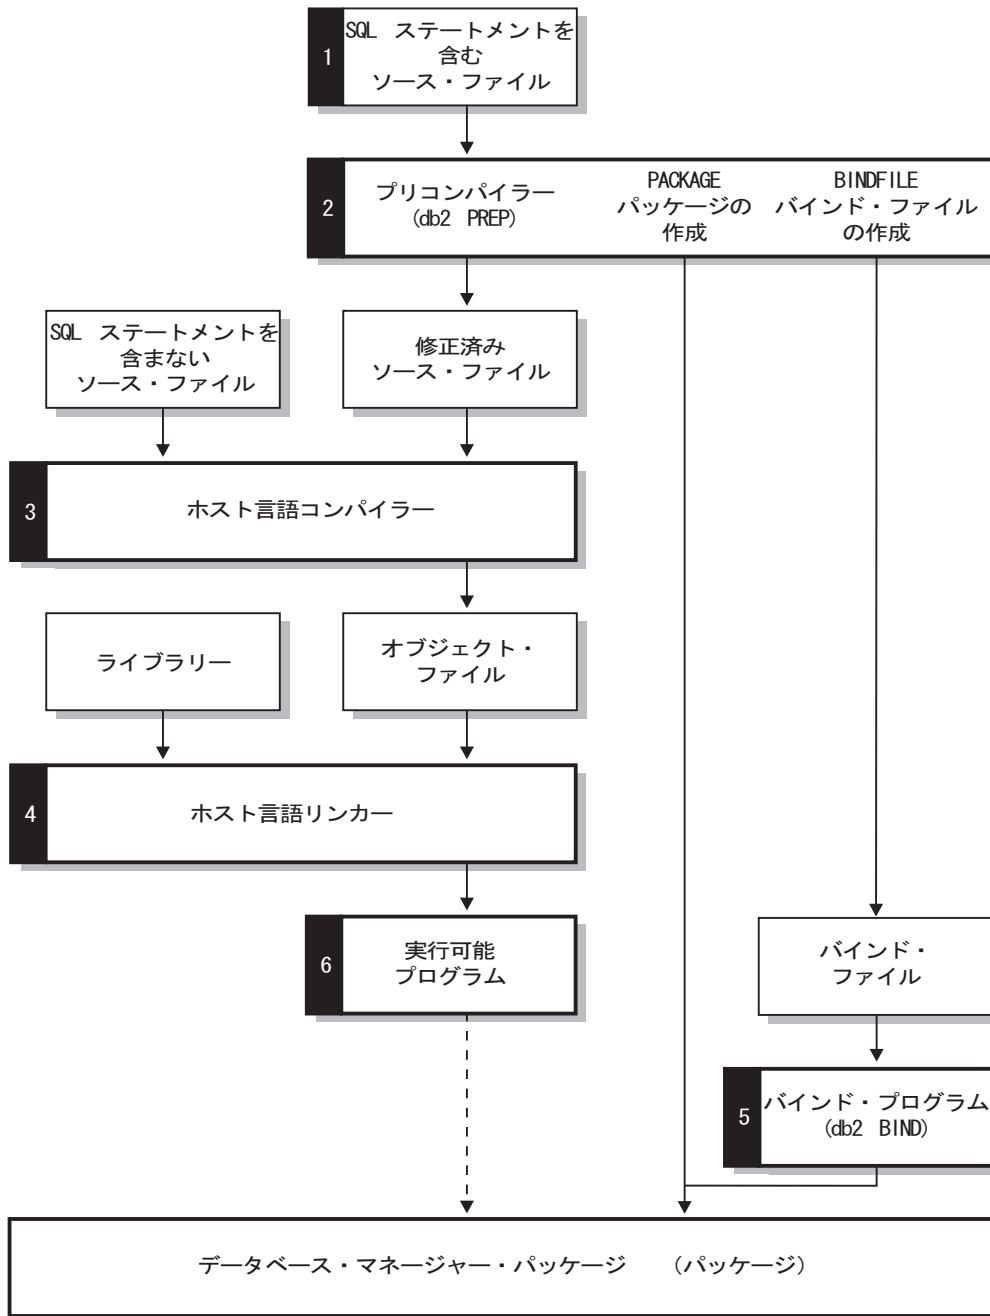 1
SQL ステートメントを
含む
ソース・ファイル
2
プリコンパイラー
(db2 PREP)
PACKAGE
パッケージの
作成
BINDFILE
バインド・ファイル
の作成
SQL ステートメントを
含まない
ソース・ファイル
修正済み
ソース・ファイル
3
ホスト言語コンパイラー
ライブラリー
オブジェクト・
ファイル
4
ホスト言語リンカー
6
実行可能
プログラム
バインド・
ファイル
5
バインド・プログラム
(db2 BIND)
データベース・マネージャー・パッケージ (パッケージ)